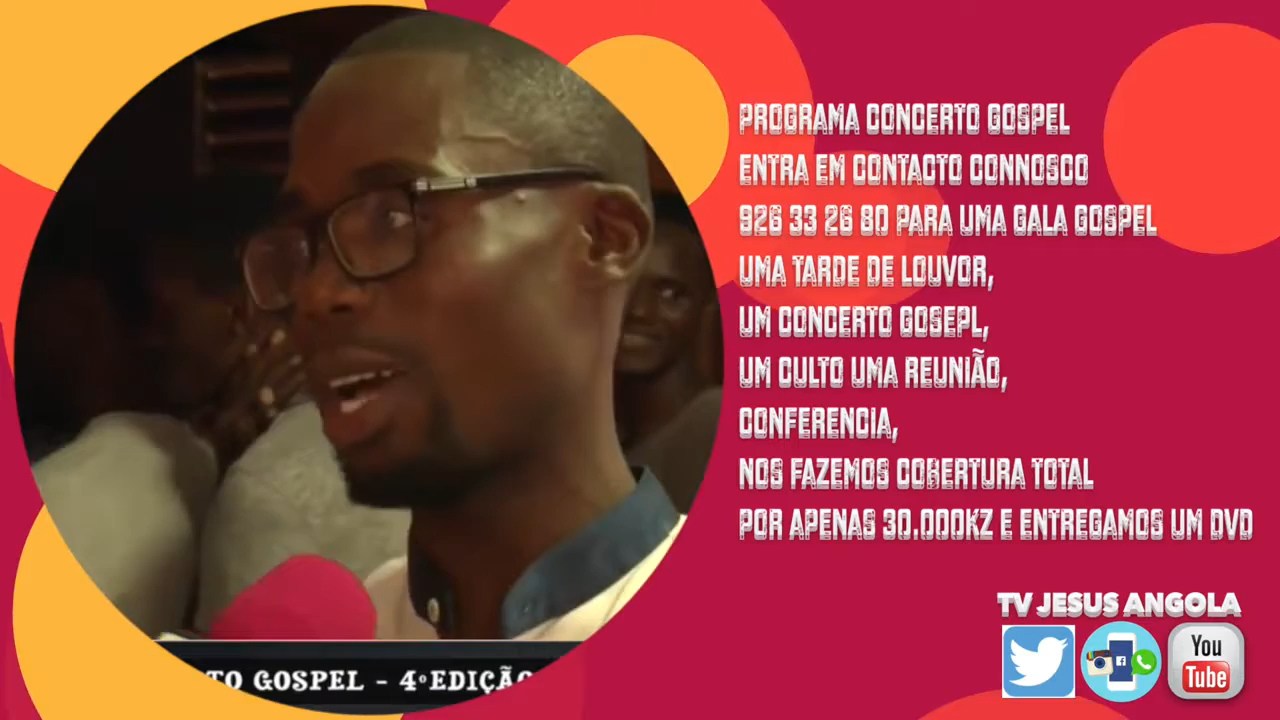 PROGRAMA CONCERTO GOSPEL
ENTRA EM CONTACTO CONNOSCO
926 33 26 80 PARA UMA GALA GOSPEL
UMA TARDE DE LOUVOR,
UM CONCERTO GOSEPL,
UM CULTO UMA REUNIÃO,
CONFERENCIA,
NOS FAZEMOS COBERTURA TOTAL
POR APENAS 30.000KZ E ENTREGAMOS UM DVD
TV JESUS ANGOLA
You
Tube
TO GOSPEL - 4ºEDIÇÃO